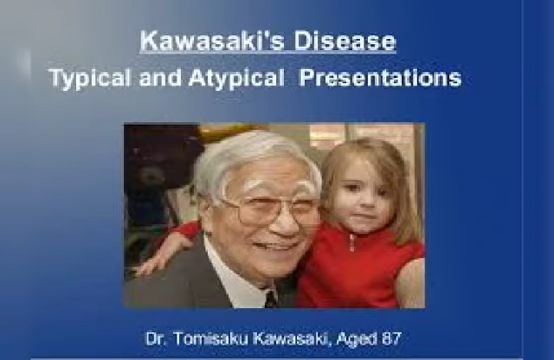 Kawasaki's Disease
Typical and Atypical Presentations
Dr. Tomisaku Kawasaki, Aged 87